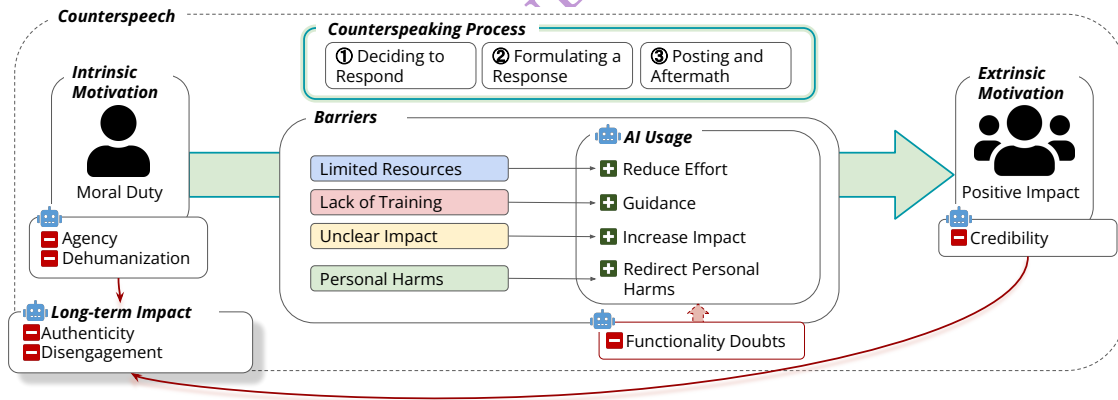 Counterspeech
Counterspeaking Process
① Deciding to
Respond
② Formulating a
Response
③ Posting and
Aftermath
Intrinsic
Motivation
Moral Duty
Agency
Dehumanization
Long-term Impact
Authenticity
Disengagement
Barriers
Limited Resources
Lack of Training
Unclear Impact
Personal Harms
AI Usage
Reduce Effort
Guidance
Increase Impact
Redirect Personal
Harms
Functionality Doubts
Extrinsic
Motivation
Positive Impact
Credibility